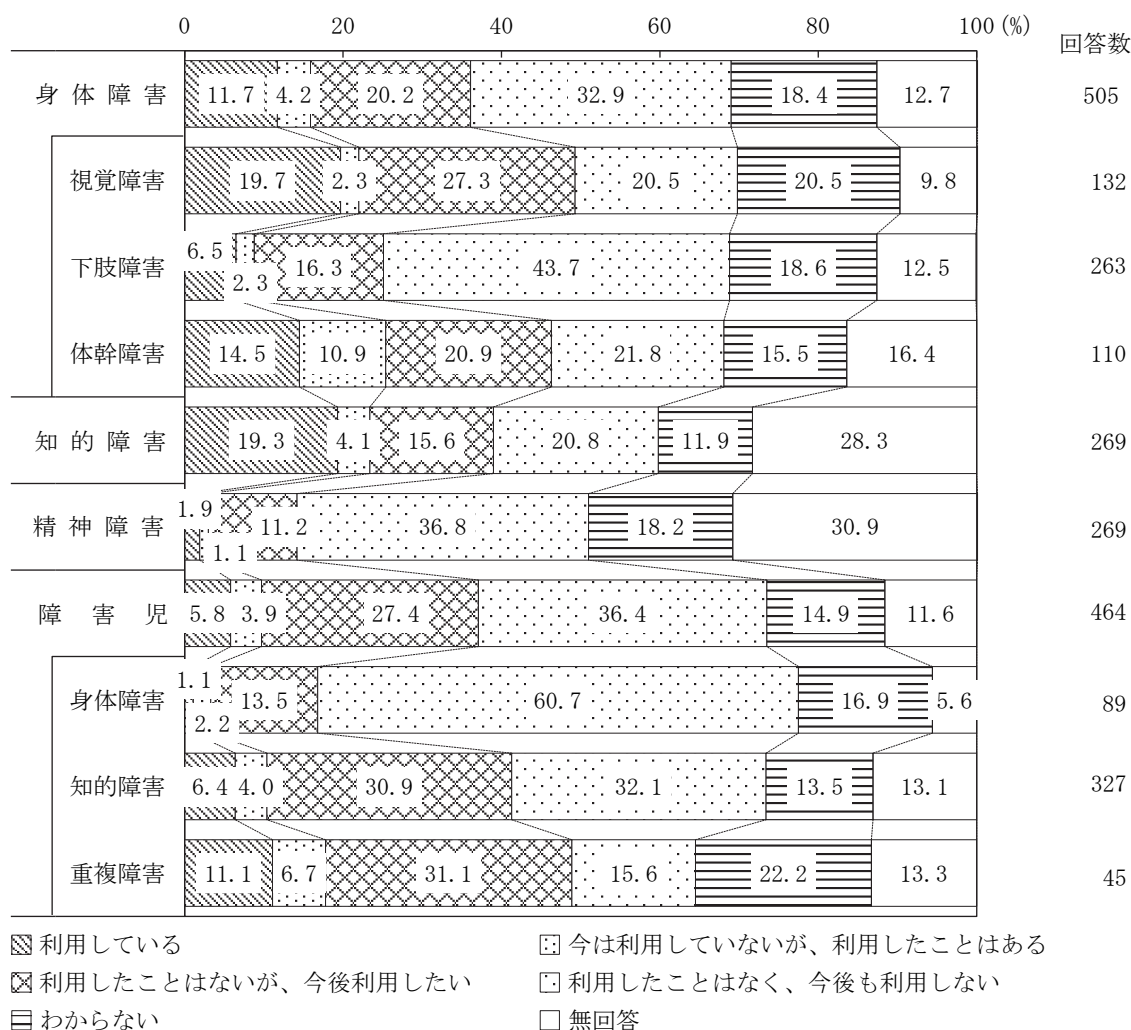 0 20 40 60 80 100 (%)
回答数
身体障害 11.7 4.2 20.2 32.9 18.4 12.7 505
視覚障害 19.7 2.3 27.3 20.5 20.5 9.8 132
下肢障害 6.5 2.3 16.3 43.7 18.6 12.5 263
体幹障害 14.5 10.9 20.9 21.8 15.5 16.4 110
知的障害 19.3 4.1 15.6 20.8 11.9 28.3 269
精神障害 1.9 1.1 11.2 36.8 18.2 30.9 269
障害児 5.8 3.9 27.4 36.4 14.9 11.6 464
身体障害 1.1 2.2 13.5 60.7 16.9 5.6 89
知的障害 6.4 4.0 30.9 32.1 13.5 13.1 327
重複障害 11.1 6.7 31.1 15.6 22.2 13.3 45
利用している 今は利用していないが、利用したことはある
利用したことはないが、今後利用したい 利用したことはなく、今後も利用しない
わからない 無回答